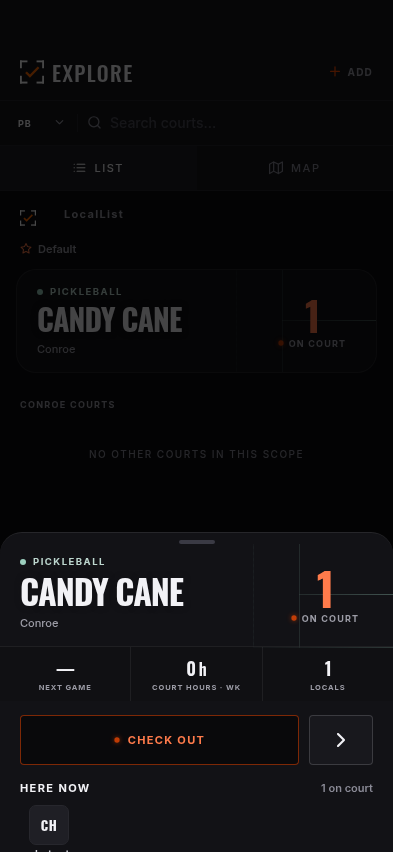 EXPLORE
ADD
PB
Search courts...
LIST
MAP
LocalList
Default
PICKLEBALL
CANDY CANE
Conroe
1
ON COURT
CONROE COURTS
NO OTHER COURTS IN THIS SCOPE
PICKLEBALL
CANDY CANE
Conroe
1
ON COURT
—
NEXT GAME
0h
COURT HOURS · WK
1
LOCALS
CHECK OUT
HERE NOW
1 on court
CH